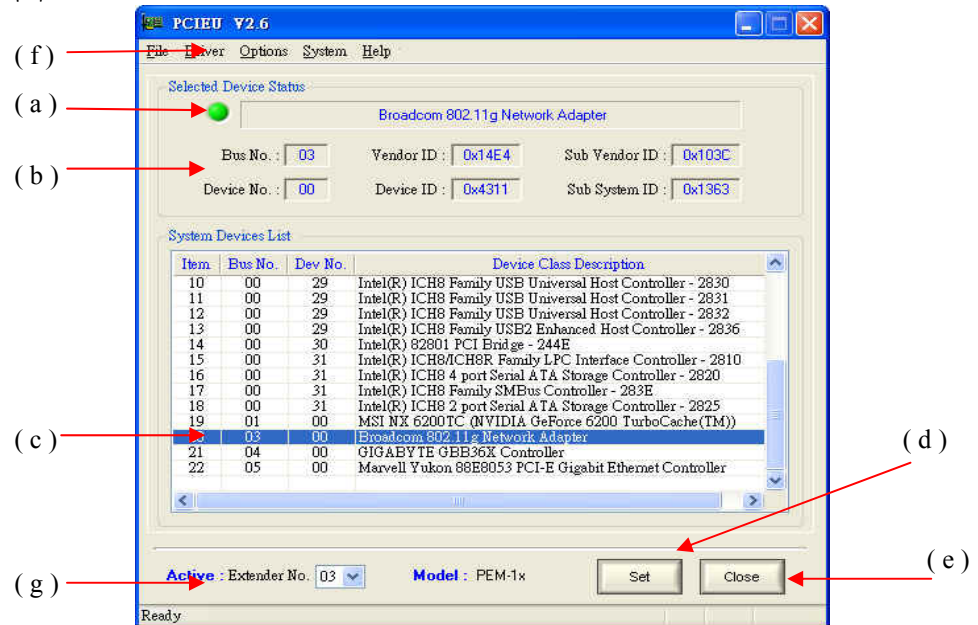 PCIEU V2.6
File Driver Options System Help
( f )
Selected Device Status
( a )
Broadcom 802.11g Network Adapter
Bus No. : 03 Vendor ID : 0x14E4 Sub Vendor ID : 0x103C
( b )
Device No. : 00 Device ID : 0x4311 Sub System ID : 0x1363
System Devices List
Item Bus No. Dev No. Device Class Description
10 00 29 Intel(R) ICH8 Family USB Universal Host Controller - 2830
11 00 29 Intel(R) ICH8 Family USB Universal Host Controller - 2831
12 00 29 Intel(R) ICH8 Family USB Universal Host Controller - 2832
13 00 29 Intel(R) ICH8 Family USB2 Enhanced Host Controller - 2836
14 00 30 Intel(R) 82801 PCI Bridge - 244E
15 00 31 Intel(R) ICH8/ICH8R Family LPC Interface Controller - 2810
16 00 31 Intel(R) ICH8 4 port Serial ATA Storage Controller - 2820
17 00 31 Intel(R) ICH8 Family SMBus Controller - 283E
18 00 31 Intel(R) ICH8 2 port Serial ATA Storage Controller - 2825
19 01 00 MSI NX 6200TC (NVIDIA GeForce 6200 TurboCache(TM))
( c ) 03 00 Broadcom 802.11g Network Adapter
( d )
21 04 00 GIGABYTE GBB36X Controller
22 05 00 Marvell Yukon 88E8053 PCI-E Gigabit Ethernet Controller
( e )
( g ) Active : Extender No. 03 Model : PEM-1x Set Close
Ready